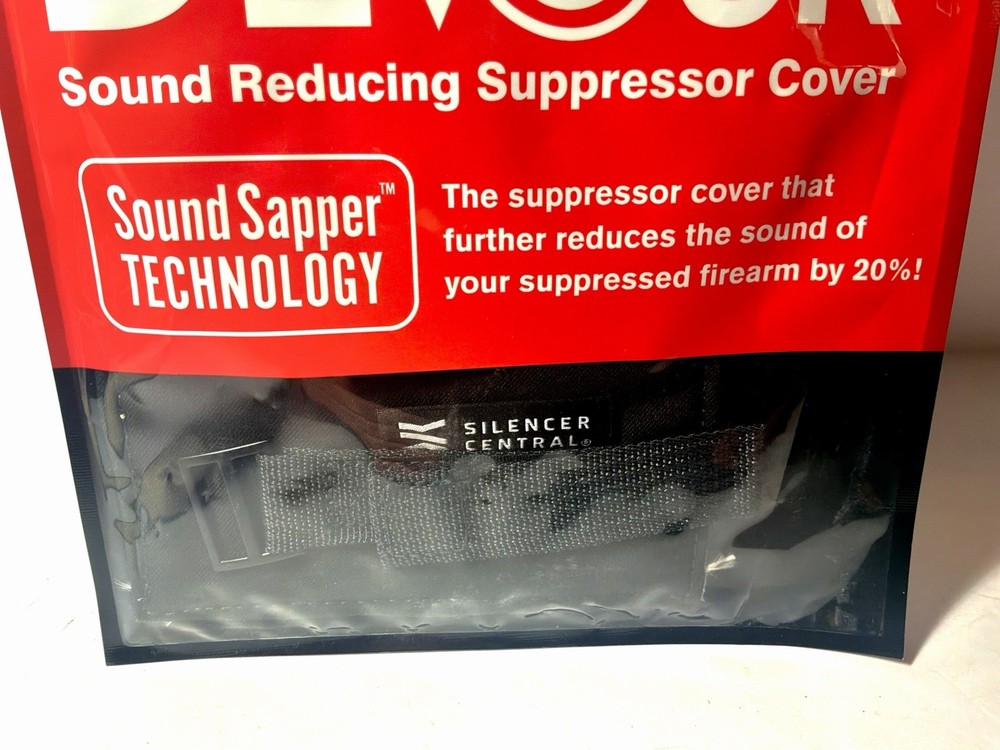 Sound Reducing Suppressor Cover
Sound Sapper™
TECHNOLOGY
The suppressor cover that
further reduces the sound of
your suppressed firearm by 20%!
SILENCER
CENTRAL®